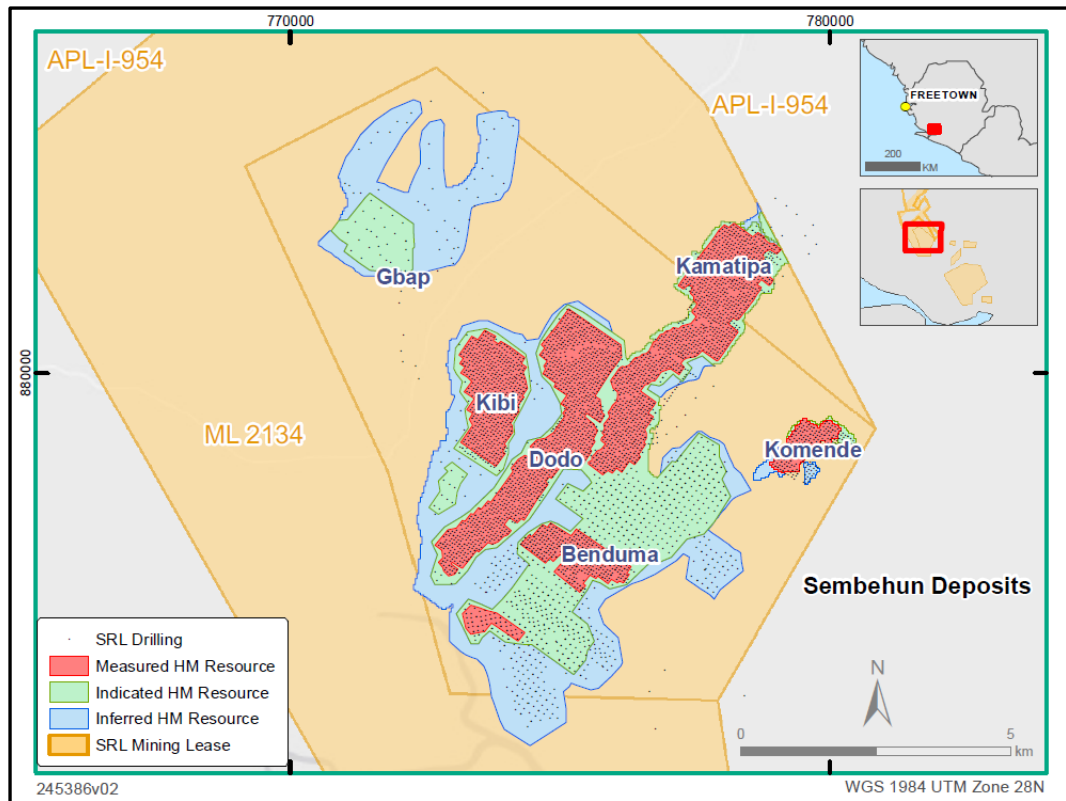 770000
780000
APL-I-954
APL-I-954
FREETOWN
200
KM
Gbap
Kamatipa
880000
Kibi
ML 2134
Dodo
Komende
Benduma
Sembehun Deposits
SRL Drilling
Measured HM Resource
Indicated HM Resource
Inferred HM Resource
SRL Mining Lease
N
0
5
km
245386v02
WGS 1984 UTM Zone 28N